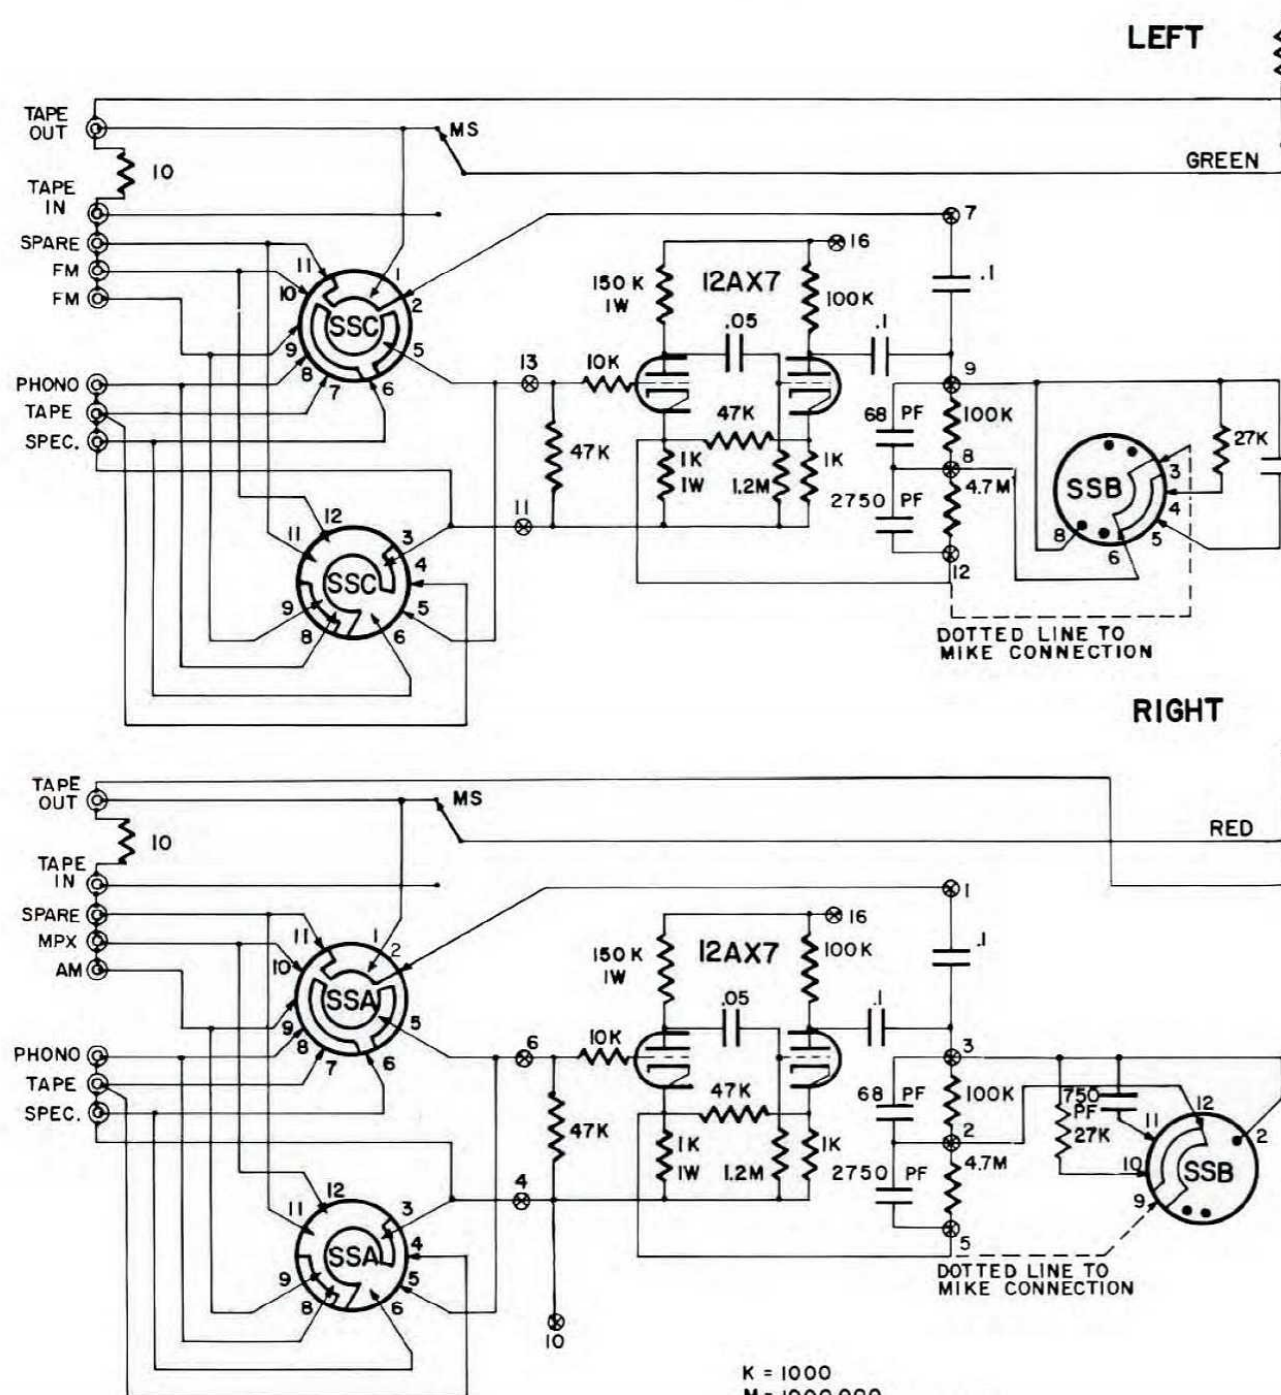 LEFT
TAPE
OUT
MS
10
GREEN
TAPE
IN
SPARE
FM
FM
11
10
1
2
SSC
9
8
7
5
6
PHONO
TAPE
SPEC.
7
16
150 K
1W
12AX7
100K
.1
.05
.1
13
10K
9
47K
68 PF
100K
47K
1K
1W
1.2M
1K
8
2750 PF
4.7M
11
12
SSB
3
27K
4
8
5
6
12
11
3
SSC
4
9
5
8
6
DOTTED LINE TO
MIKE CONNECTION
RIGHT
TAPE
OUT
MS
10
RED
TAPE
IN
SPARE
MPX
AM
11
1
2
10
SSA
9
8
7
5
6
PHONO
TAPE
SPEC.
1
16
150 K
1W
12AX7
100K
.1
.05
.1
6
10K
3
47K
68 PF
100K
47K
750
PF
27K
11
12
2
1K
1W
1.2M
1K
2
2750 PF
4.7M
10
SSB
9
4
5
12
11
3
SSA
4
9
5
8
6
DOTTED LINE TO
MIKE CONNECTION
10
K = 1000
M = 1000,000